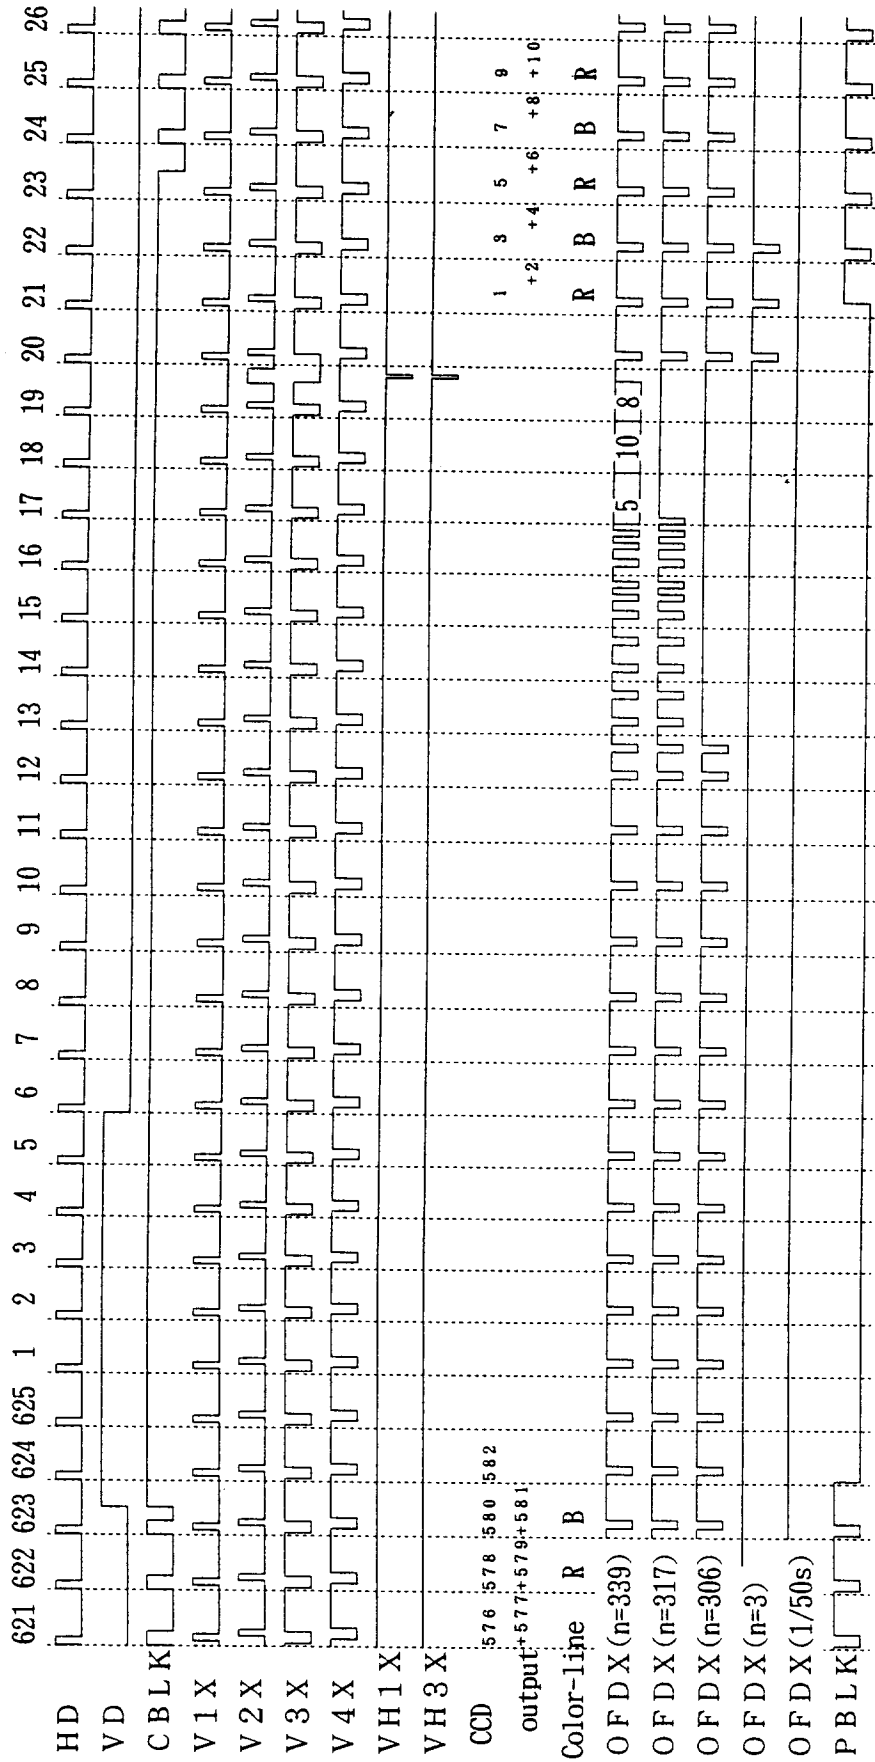 621 622 623 624 625 1 2 3 4 5 6 7 8 9 10 11 12 13 14 15 16 17 18 19 20 21 22 23 24 25 26
HD
VD
CBLK
V1X
V2X
V3X
V4X
VH1X
VH3X
CCD 576 578 580 582 1 3 5 7 9
output +577 +579 +581 +2 +4 +6 +8 +10
Color-line R B R B R B R
OFDX(n=339) 5 10 8
OFDX(n=317)
OFDX(n=306)
OFDX(n=3)
OFDX(1/50s)
PBLK